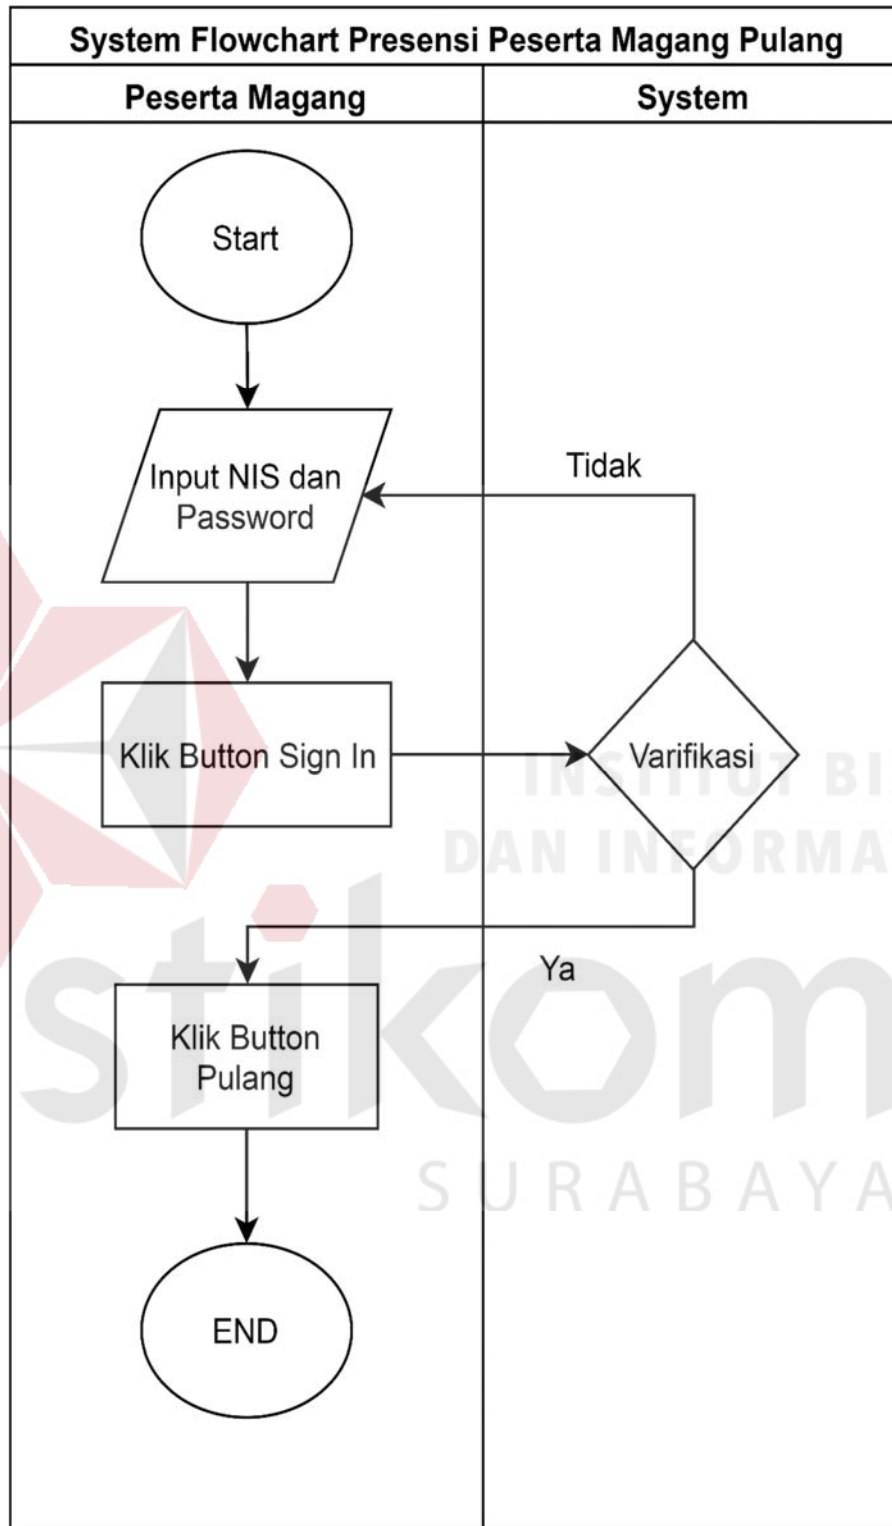 System Flowchart Presensi Peserta Magang Pulang
Peserta Magang
System
Start
Input NIS dan
Password
Tidak
Klik Button Sign In
Varifikasi
INSTITUT BI
DAN INFORMA
Ya
stikom
Klik Button
Pulang
SURABAYA
END